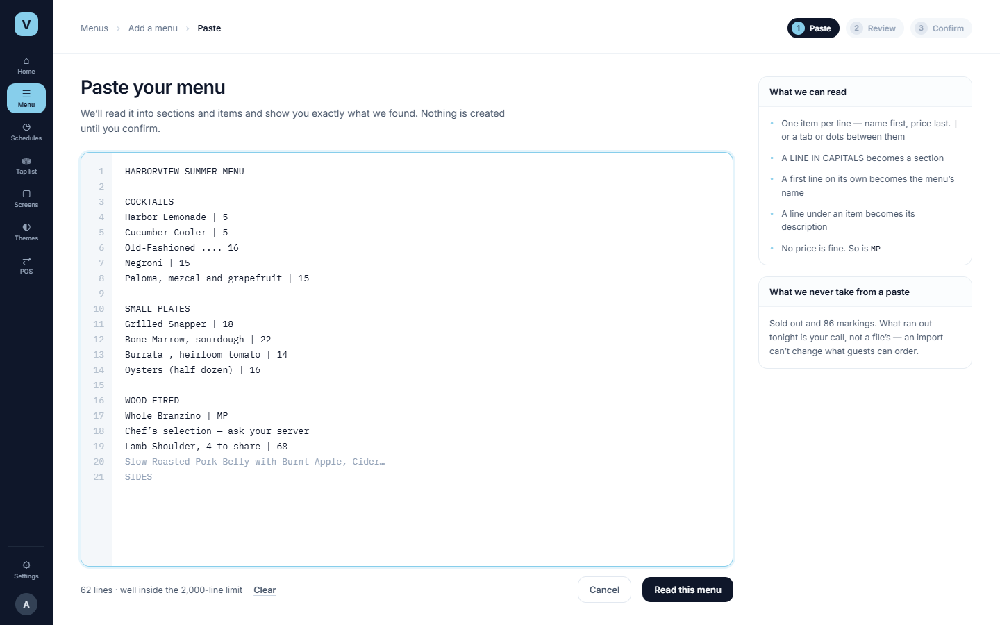 V
Home
Menu
Schedules
Tap list
Screens
Themes
POS
Settings
A
Menus › Add a menu › Paste
1 Paste
2 Review
3 Confirm
Paste your menu
We’ll read it into sections and items and show you exactly what we found. Nothing is created
until you confirm.
1 HARBORVIEW SUMMER MENU
2
3 COCKTAILS
4 Harbor Lemonade | 5
5 Cucumber Cooler | 5
6 Old-Fashioned .... 16
7 Negroni | 15
8 Paloma, mezcal and grapefruit | 15
9
10 SMALL PLATES
11 Grilled Snapper | 18
12 Bone Marrow, sourdough | 22
13 Burrata , heirloom tomato | 14
14 Oysters (half dozen) | 16
15
16 WOOD-FIRED
17 Whole Branzino | MP
18 Chef’s selection — ask your server
19 Lamb Shoulder, 4 to share | 68
20 Slow-Roasted Pork Belly with Burnt Apple, Cider…
21 SIDES
62 lines · well inside the 2,000-line limit
Clear
Cancel
Read this menu
What we can read
• One item per line — name first, price last. |
or a tab or dots between them
• A LINE IN CAPITALS becomes a section
• A first line on its own becomes the menu’s
name
• A line under an item becomes its
description
• No price is fine. So is MP
What we never take from a paste
Sold out and 86 markings. What ran out
tonight is your call, not a file’s — an import
can’t change what guests can order.